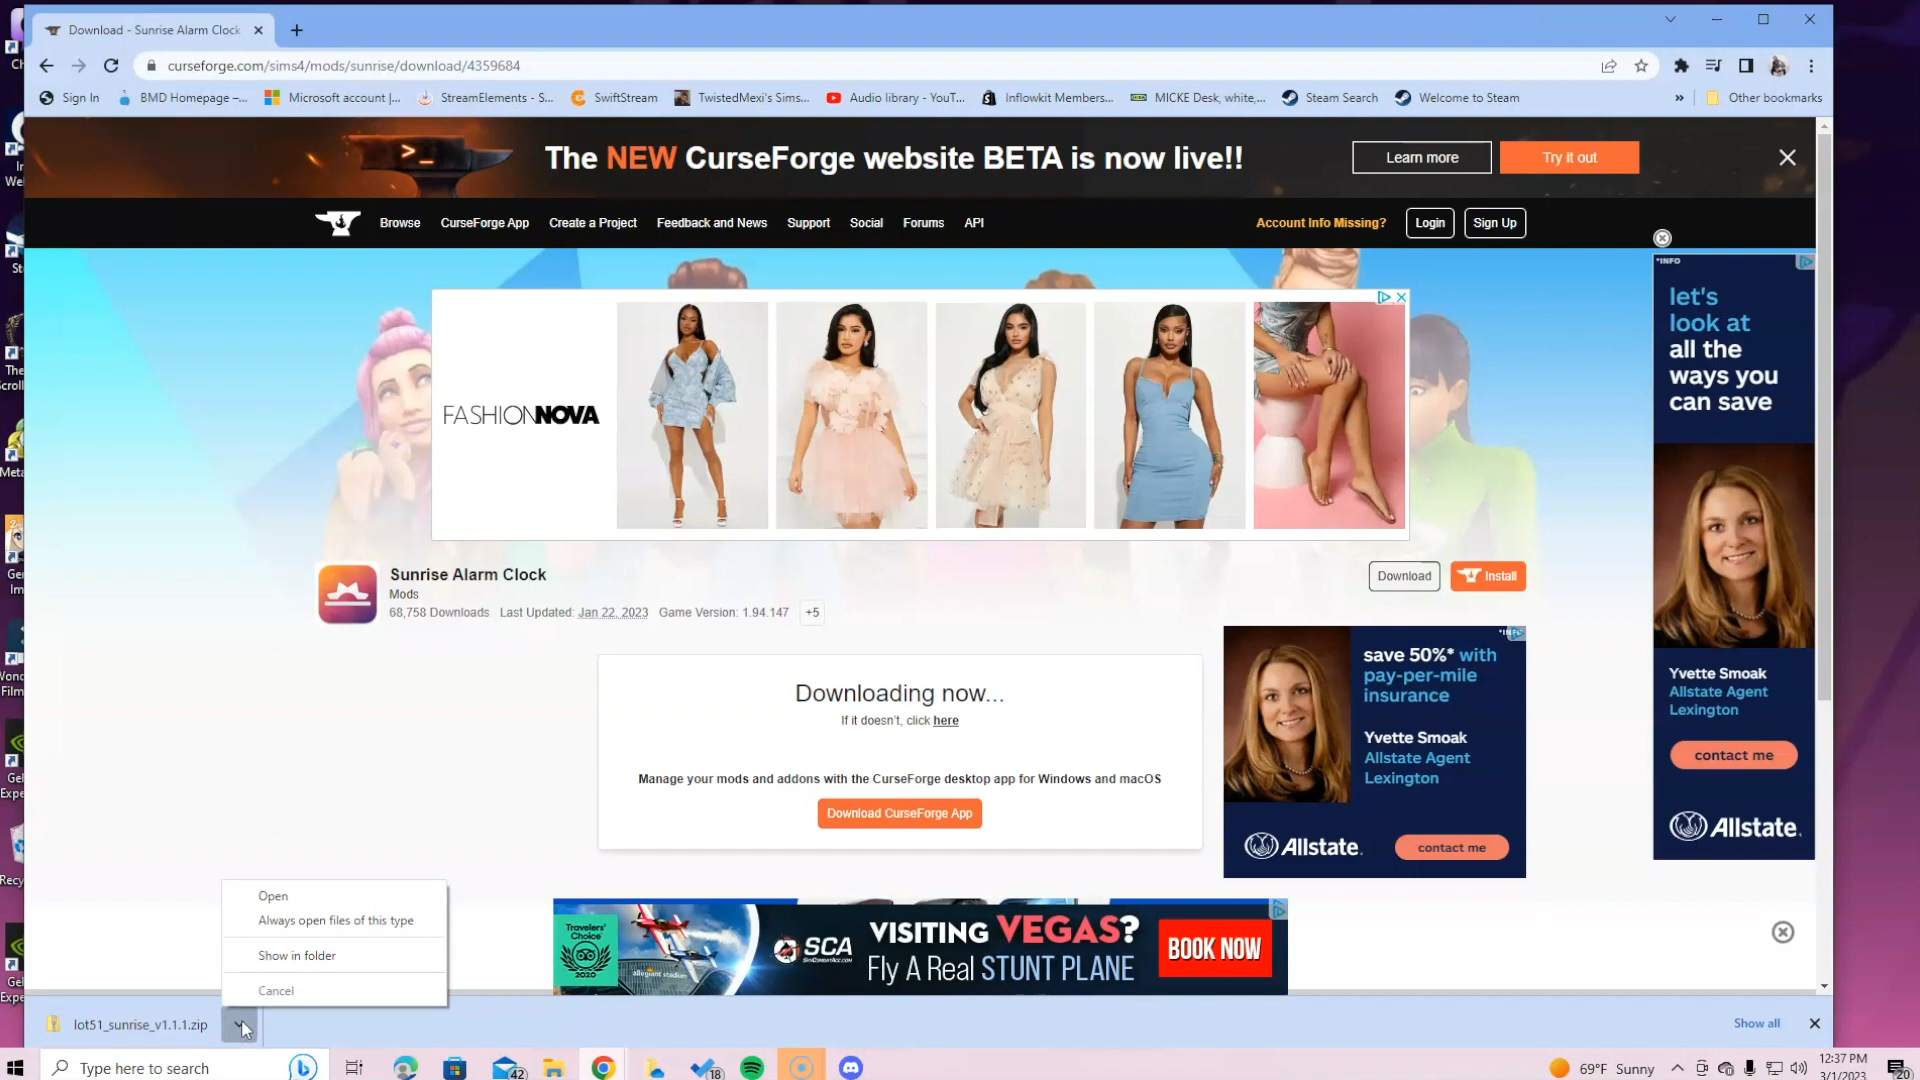 Download - Sunrise Alarm Clock
curseforge.com/sims4/mods/sunrise/download/4359684
Sign In
BMD Homepage –...
Microsoft account |...
StreamElements - S...
SwiftStream
TwistedMexi's Sims...
Audio library - YouT...
Inflowkit Members...
MICKE Desk, white,...
Steam Search
Welcome to Steam
»
Other bookmarks
The NEW CurseForge website BETA is now live!!
Learn more
Try it out
Browse
CurseForge App
Create a Project
Feedback and News
Support
Social
Forums
API
Account Info Missing?
Login
Sign Up
*INFO
let's
look at
all the
ways you
can save
FASHIONNOVA
Sunrise Alarm Clock
Mods
68,758 Downloads Last Updated: Jan 22, 2023 Game Version: 1.94.147 +5
Download
Install
Downloading now...
If it doesn't, click here
Manage your mods and addons with the CurseForge desktop app for Windows and macOS
Download CurseForge App
save 50%* with
pay-per-mile
insurance
Yvette Smoak
Allstate Agent
Lexington
Allstate.
contact me
Yvette Smoak
Allstate Agent
Lexington
contact me
Allstate.
Open
Always open files of this type
Show in folder
Cancel
Travelers'
Choice
2020
allegiant stadium
SCA
VISITING VEGAS?
Fly A Real STUNT PLANE
BOOK NOW
lot51_sunrise_v1.1.1.zip
Show all
Type here to search
42
18
69°F Sunny
12:37 PM
3/1/2023
20